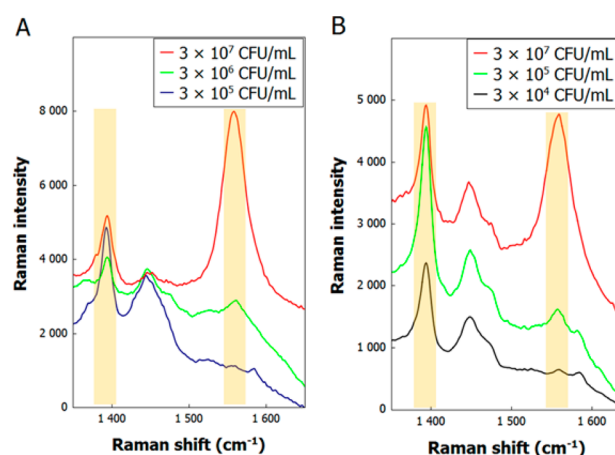 A
3 × 10⁷ CFU/mL
3 × 10⁶ CFU/mL
3 × 10⁵ CFU/mL
Raman intensity
8 000
6 000
4 000
2 000
0
1 400
1 500
1 600
Raman shift (cm⁻¹)
B
3 × 10⁷ CFU/mL
3 × 10⁵ CFU/mL
3 × 10⁴ CFU/mL
Raman intensity
5 000
4 000
3 000
2 000
1 000
0
1 400
1 500
1 600
Raman shift (cm⁻¹)